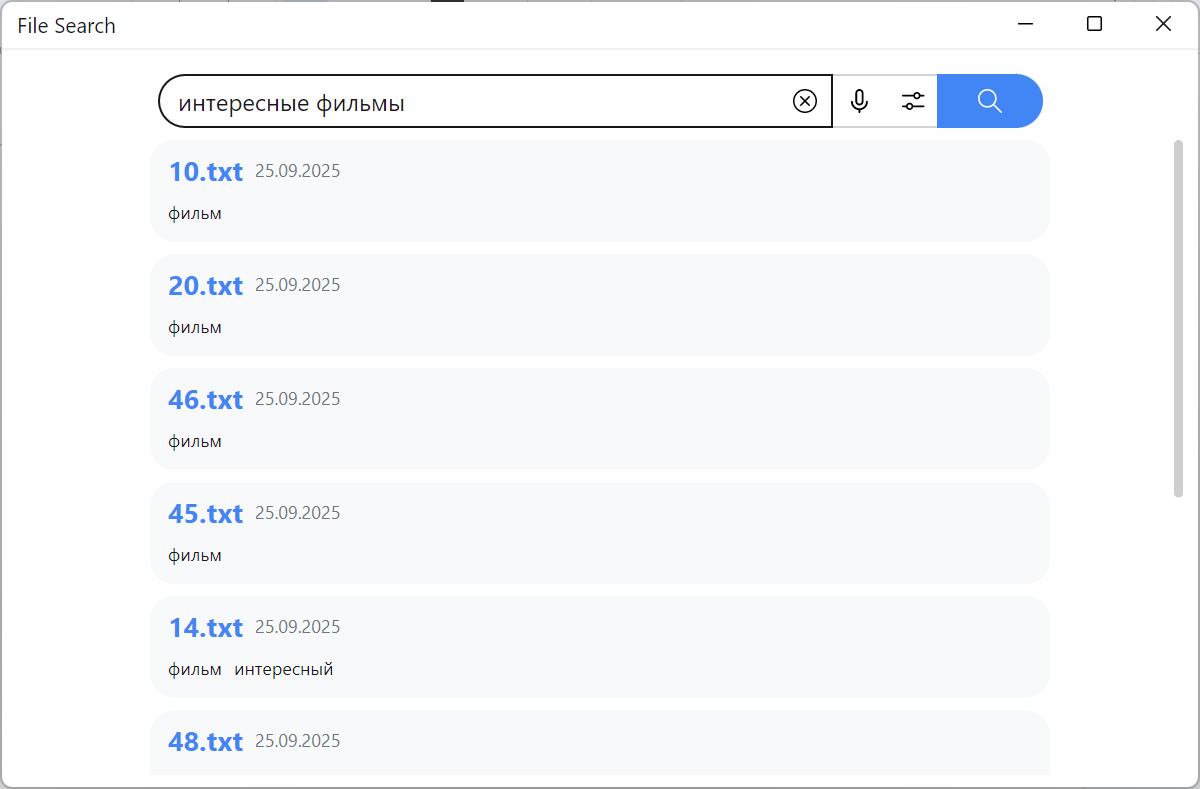 File Search
интересные фильмы
10.txt 25.09.2025
фильм
20.txt 25.09.2025
фильм
46.txt 25.09.2025
фильм
45.txt 25.09.2025
фильм
14.txt 25.09.2025
фильм интересный
48.txt 25.09.2025